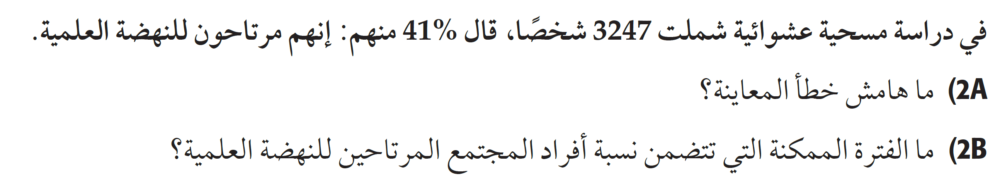 في دراسة مسحية عشوائية شملت 3247 شخصًا، قال %41 منهم: إنهم مرتاحون للنهضة العلمية.
2A) ما هامش خطأ المعاينة؟
2B) ما الفترة الممكنة التي تتضمن نسبة أفراد المجتمع المرتاحين للنهضة العلمية؟